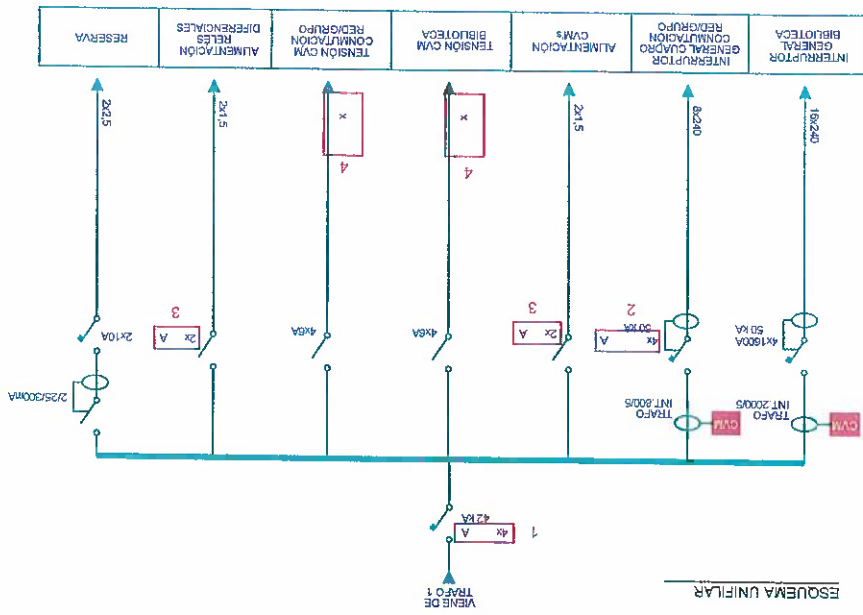 ESQUEMA UNIFILAR
VIENE DE
TRAFO 1
1
4x A
42 kA
CVM
TRAFO
INT.2000/5
CVM
TRAFO
INT.800/5
2/25/300mA
4x1600A
50 kA
2
4x A
50 kA
3
2x A
4x6A
4x6A
3
2x A
2x10A
4
x
4
x
16x240
8x240
2x1,5
2x1,5
2x2,5
INTERRUPTOR
GENERAL
BIBLIOTECA
INTERRUPTOR
GENERAL CUADRO
CONMUTACIÓN
RED/GRUPO
ALIMENTACIÓN
CVM's
TENSIÓN CVM
BIBLIOTECA
TENSIÓN CVM
CONMUTACIÓN
RED/GRUPO
ALIMENTACIÓN
RELÉS
DIFERENCIALES
RESERVA